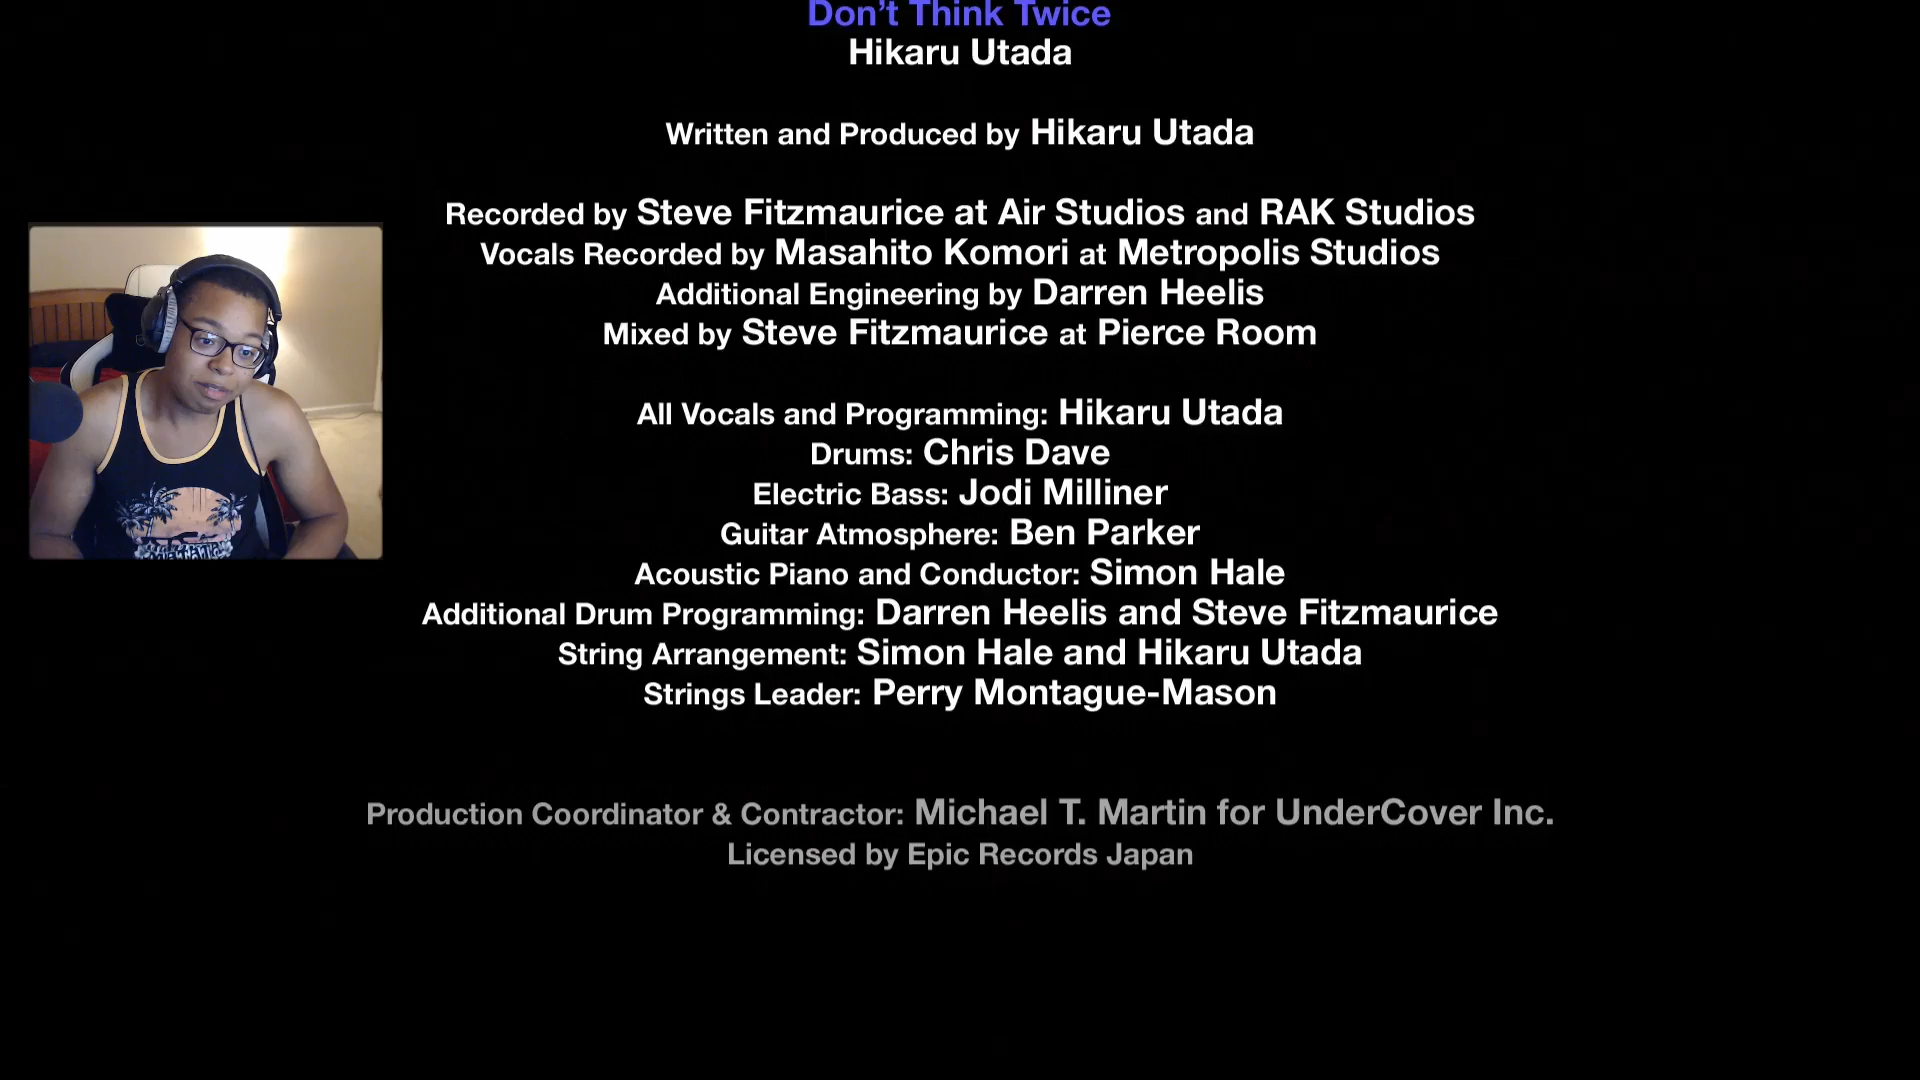 Don't Think Twice
Hikaru Utada
Written and Produced by Hikaru Utada
Recorded by Steve Fitzmaurice at Air Studios and RAK Studios
Vocals Recorded by Masahito Komori at Metropolis Studios
Additional Engineering by Darren Heelis
Mixed by Steve Fitzmaurice at Pierce Room
All Vocals and Programming: Hikaru Utada
Drums: Chris Dave
Electric Bass: Jodi Milliner
Guitar Atmosphere: Ben Parker
Acoustic Piano and Conductor: Simon Hale
Additional Drum Programming: Darren Heelis and Steve Fitzmaurice
String Arrangement: Simon Hale and Hikaru Utada
Strings Leader: Perry Montague-Mason
Production Coordinator & Contractor: Michael T. Martin for UnderCover Inc.
Licensed by Epic Records Japan